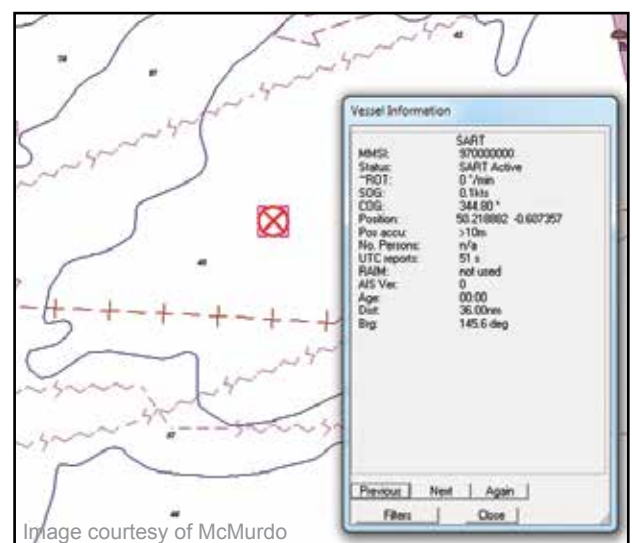 Vessel Information
SART
MMSI: 970000000
Status: SART Active
~ROT: 0 °/min
SOG: 0.1kts
COG: 344.80 °
Position: 50.218882 -0.607357
Pos accu: >10m
No. Persons: n/a
UTC reports: 51 s
RAIM: not used
AIS Ver: 0
Age: 00:00
Dist: 36.00nm
Brg: 145.6 deg
Previous Next Again
Filters Close
Image courtesy of McMurdo